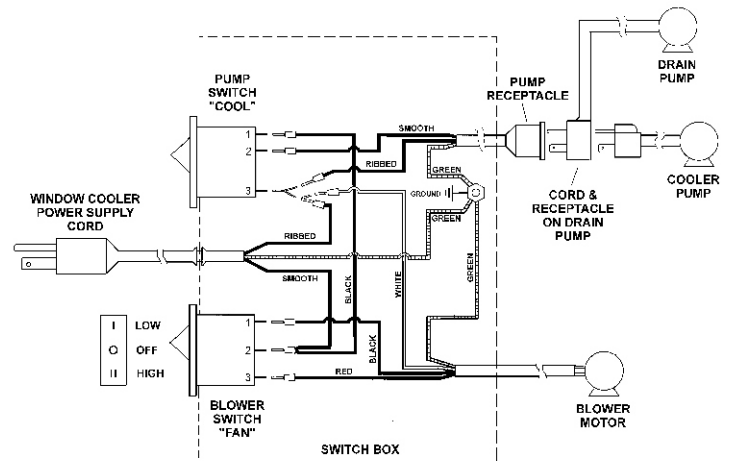 DRAIN
PUMP
PUMP
SWITCH
"COOL"
PUMP
RECEPTACLE
1
2
3
SMOOTH
RIBBED
GREEN
GROUND
GREEN
COOLER
PUMP
CORD &
RECEPTACLE
ON DRAIN
PUMP
WINDOW COOLER
POWER SUPPLY
CORD
RIBBED
SMOOTH
BLACK
WHITE
GREEN
I LOW
O OFF
II HIGH
1
2
3
BLACK
RED
BLOWER
SWITCH
"FAN"
BLOWER
MOTOR
SWITCH BOX